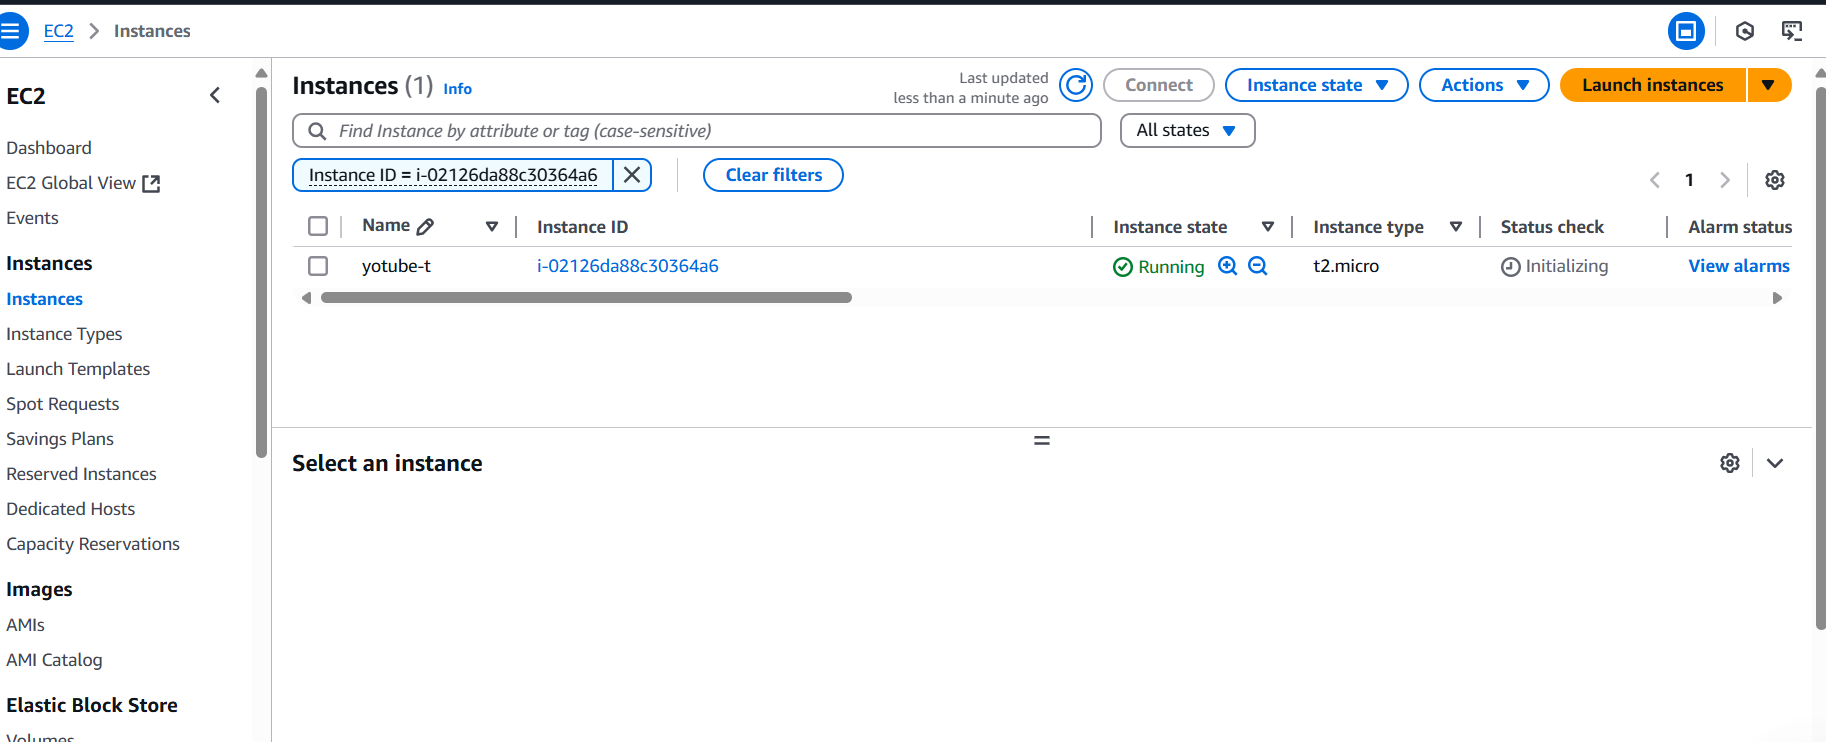 EC2 > Instances
EC2
Dashboard
EC2 Global View
Events
Instances
Instances
Instance Types
Launch Templates
Spot Requests
Savings Plans
Reserved Instances
Dedicated Hosts
Capacity Reservations
Images
AMIs
AMI Catalog
Elastic Block Store
Volumes
Instances (1) Info
Last updated
less than a minute ago
Connect
Instance state
Actions
Launch instances
Find Instance by attribute or tag (case-sensitive)
All states
Instance ID = i-02126da88c30364a6
Clear filters
1
Name Instance ID Instance state Instance type Status check Alarm status
yotube-t i-02126da88c30364a6 Running t2.micro Initializing View alarms
Select an instance